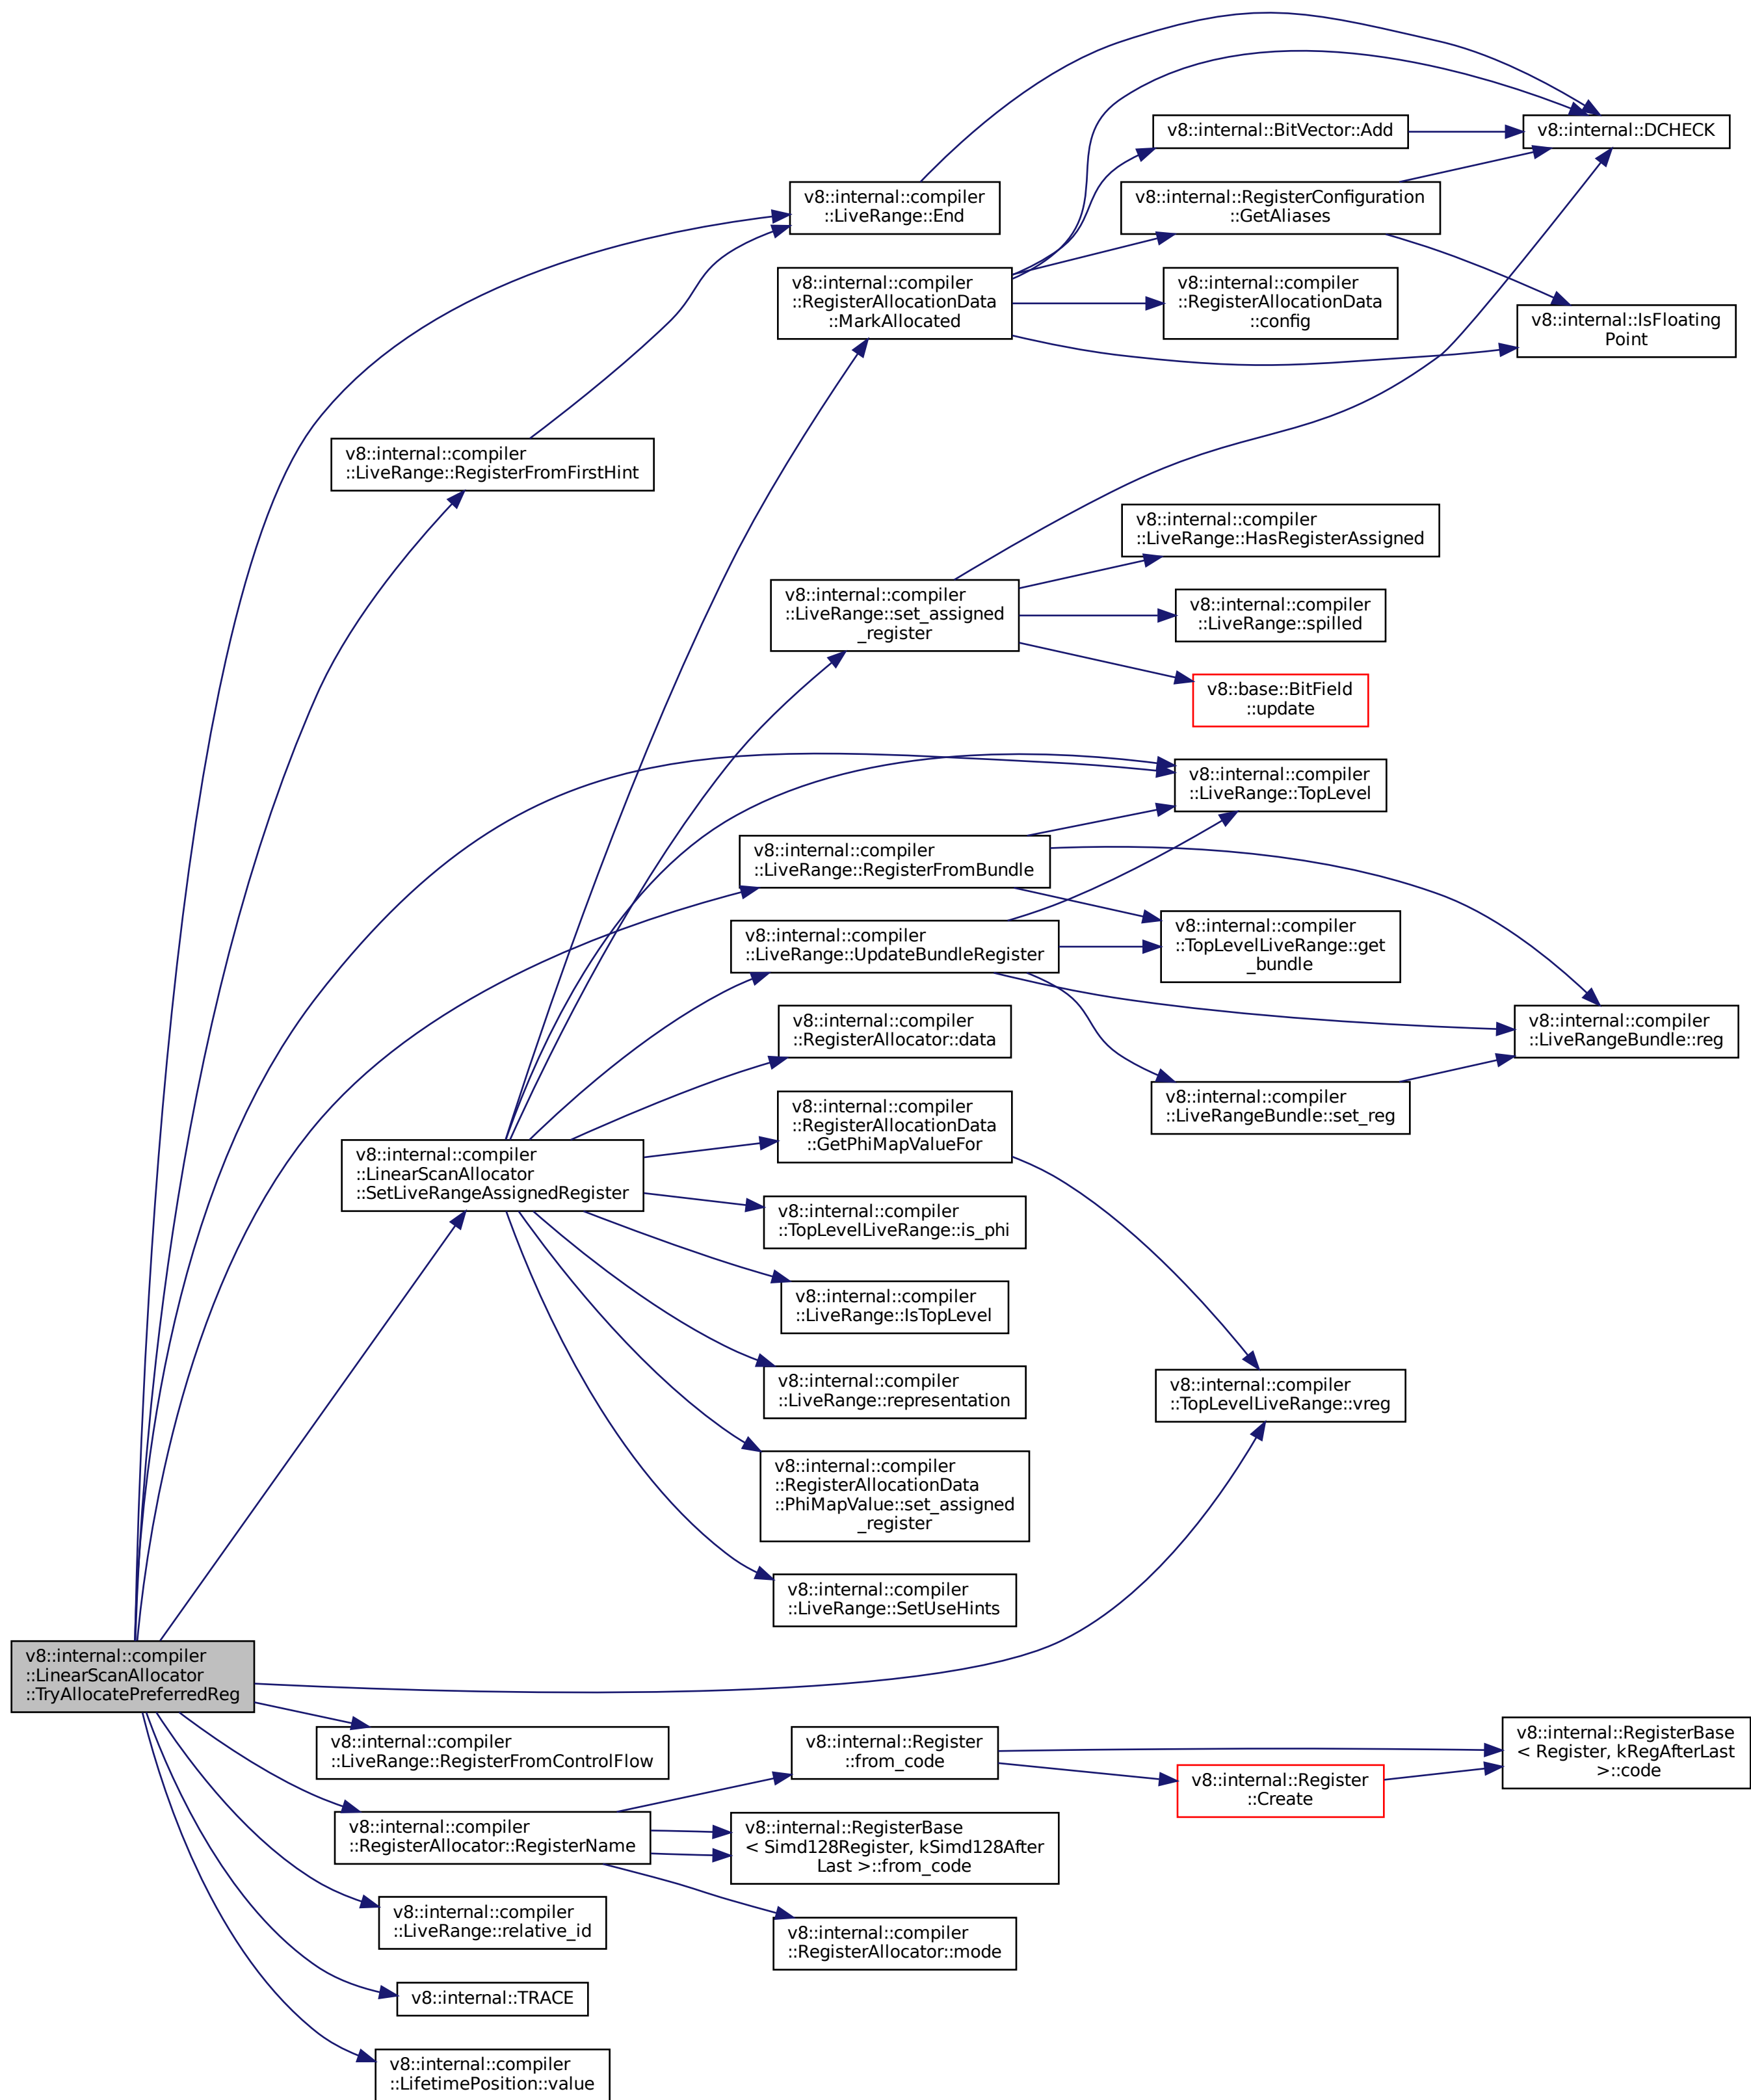 v8::internal::BitVector::Add
v8::internal::DCHECK
v8::internal::compiler
::LiveRange::End
v8::internal::RegisterConfiguration
::GetAliases
v8::internal::compiler
::RegisterAllocationData
::MarkAllocated
v8::internal::compiler
::RegisterAllocationData
::config
v8::internal::IsFloating
Point
v8::internal::compiler
::LiveRange::RegisterFromFirstHint
v8::internal::compiler
::LiveRange::HasRegisterAssigned
v8::internal::compiler
::LiveRange::set_assigned
_register
v8::internal::compiler
::LiveRange::spilled
v8::base::BitField
::update
v8::internal::compiler
::LiveRange::TopLevel
v8::internal::compiler
::LiveRange::RegisterFromBundle
v8::internal::compiler
::LiveRange::UpdateBundleRegister
v8::internal::compiler
::TopLevelLiveRange::get
_bundle
v8::internal::compiler
::RegisterAllocator::data
v8::internal::compiler
::LiveRangeBundle::reg
v8::internal::compiler
::LiveRangeBundle::set_reg
v8::internal::compiler
::RegisterAllocationData
::GetPhiMapValueFor
v8::internal::compiler
::LinearScanAllocator
::SetLiveRangeAssignedRegister
v8::internal::compiler
::TopLevelLiveRange::is_phi
v8::internal::compiler
::LiveRange::IsTopLevel
v8::internal::compiler
::LiveRange::representation
v8::internal::compiler
::TopLevelLiveRange::vreg
v8::internal::compiler
::RegisterAllocationData
::PhiMapValue::set_assigned
_register
v8::internal::compiler
::LiveRange::SetUseHints
v8::internal::compiler
::LinearScanAllocator
::TryAllocatePreferredReg
v8::internal::compiler
::LiveRange::RegisterFromControlFlow
v8::internal::Register
::from_code
v8::internal::RegisterBase
< Register, kRegAfterLast
>::code
v8::internal::Register
::Create
v8::internal::compiler
::RegisterAllocator::RegisterName
v8::internal::RegisterBase
< Simd128Register, kSimd128After
Last >::from_code
v8::internal::compiler
::LiveRange::relative_id
v8::internal::compiler
::RegisterAllocator::mode
v8::internal::TRACE
v8::internal::compiler
::LifetimePosition::value